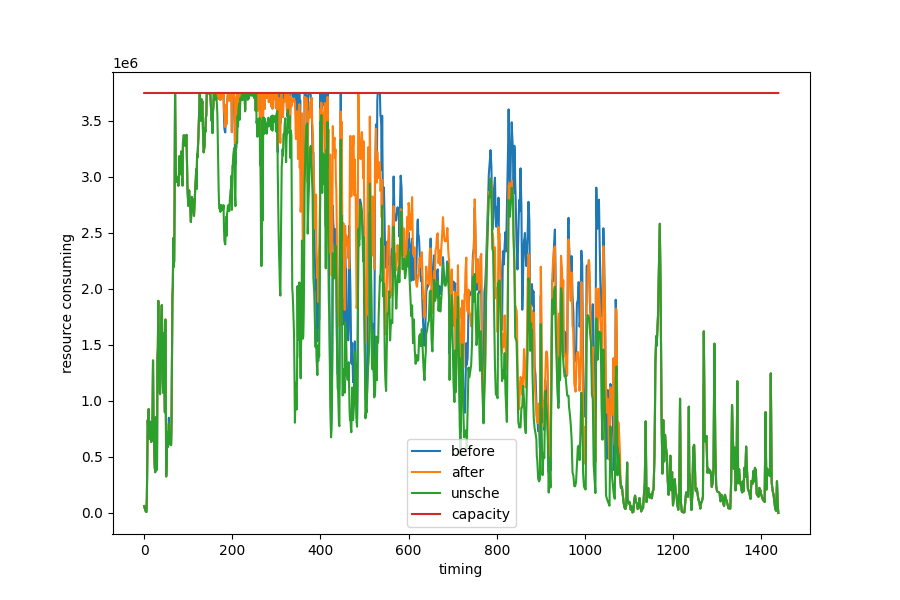 1e6
3.5
3.0
2.5
2.0
1.5
1.0
0.5
0.0
resource consuming
before
after
unsche
capacity
0 200 400 600 800 1000 1200 1400
timing